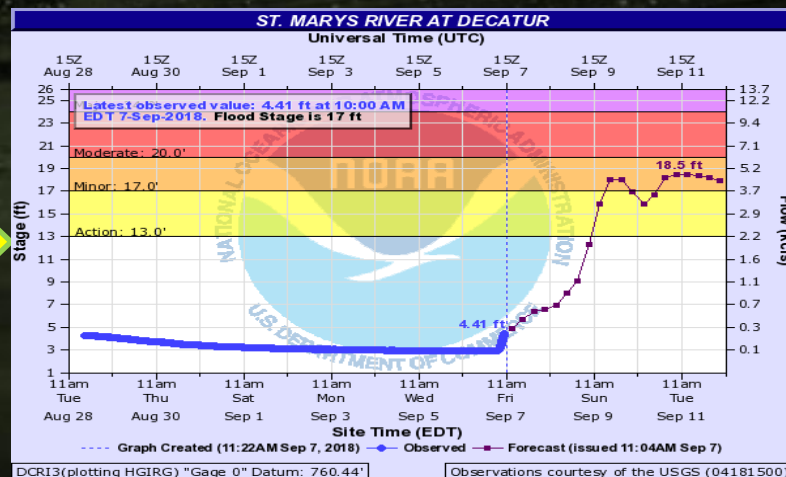 ST. MARYS RIVER AT DECATUR
Universal Time (UTC)
15Z 15Z 15Z 15Z 15Z 15Z 15Z 15Z
Aug 28 Aug 30 Sep 1 Sep 3 Sep 5 Sep 7 Sep 9 Sep 11
Latest observed value: 4.41 ft at 10:00 AM
EDT 7-Sep-2018. Flood Stage is 17 ft
Moderate: 20.0'
Minor: 17.0'
Action: 13.0'
18.5 ft
4.41 ft
Stage (ft)
26
25
23
21
19
17
15
13
11
9
7
5
3
1
13.7
12.2
9.4
7.1
5.2
3.7
2.9
2.2
1.6
1.1
0.7
0.3
0.1
NOAA
NATIONAL
ADMINISTRATION
U.S. DEPARTMENT OF COMMERCE
11am 11am 11am 11am 11am 11am 11am 11am
Tue Thu Sat Mon Wed Fri Sun Tue
Aug 28 Aug 30 Sep 1 Sep 3 Sep 5 Sep 7 Sep 9 Sep 11
Site Time (EDT)
Graph Created (11:22AM Sep 7, 2018) Observed Forecast (issued 11:04AM Sep 7)
DCRI3(plotting HGIRG) "Gage 0" Datum: 760.44'
Observations courtesy of the USGS (04181500)